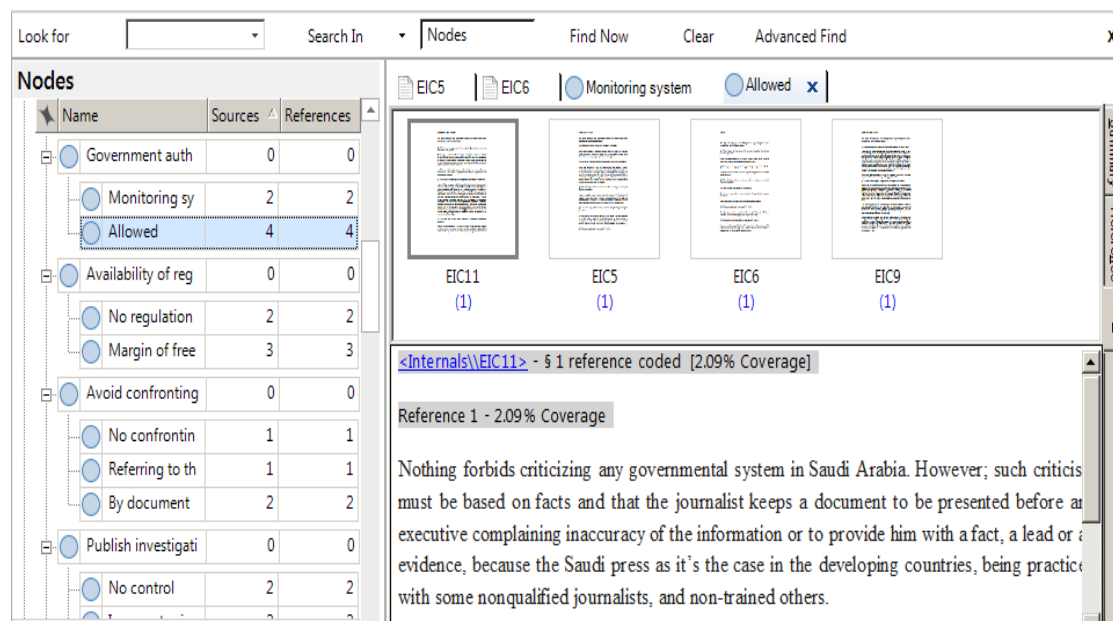 Look for Search In Nodes Find Now Clear Advanced Find x
Nodes
EIC5 EIC6 Monitoring system Allowed x
Name Sources References
Government auth 0 0
Monitoring sy 2 2
Allowed 4 4
Availability of reg 0 0
No regulation 2 2
Margin of free 3 3
Avoid confronting 0 0
No confrontin 1 1
Referring to th 1 1
By document 2 2
Publish investigati 0 0
No control 2 2
EIC11 EIC5 EIC6 EIC9
(1) (1) (1) (1)
<Internals\\EIC11> - § 1 reference coded [2.09% Coverage]
Reference 1 - 2.09% Coverage
Nothing forbids criticizing any governmental system in Saudi Arabia. However; such criticis
must be based on facts and that the journalist keeps a document to be presented before an
executive complaining inaccuracy of the information or to provide him with a fact, a lead or a
evidence, because the Saudi press as it's the case in the developing countries, being practice
with some nonqualified journalists, and non-trained others.